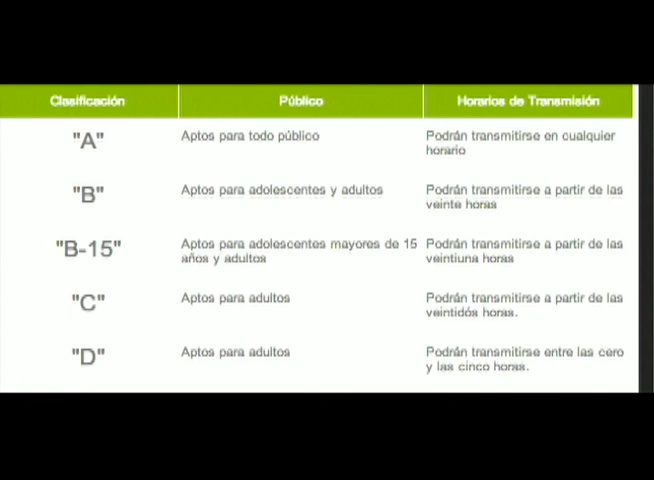 Clasificación Público Horarios de Transmisión
"A" Aptos para todo público Podrán transmitirse en cualquier
horario
"B" Aptos para adolescentes y adultos Podrán transmitirse a partir de las
veinte horas
"B-15" Aptos para adolescentes mayores de 15 Podrán transmitirse a partir de las
años y adultos veintiuna horas
"C" Aptos para adultos Podrán transmitirse a partir de las
veintidós horas.
"D" Aptos para adultos Podrán transmitirse entre las cero
y las cinco horas.